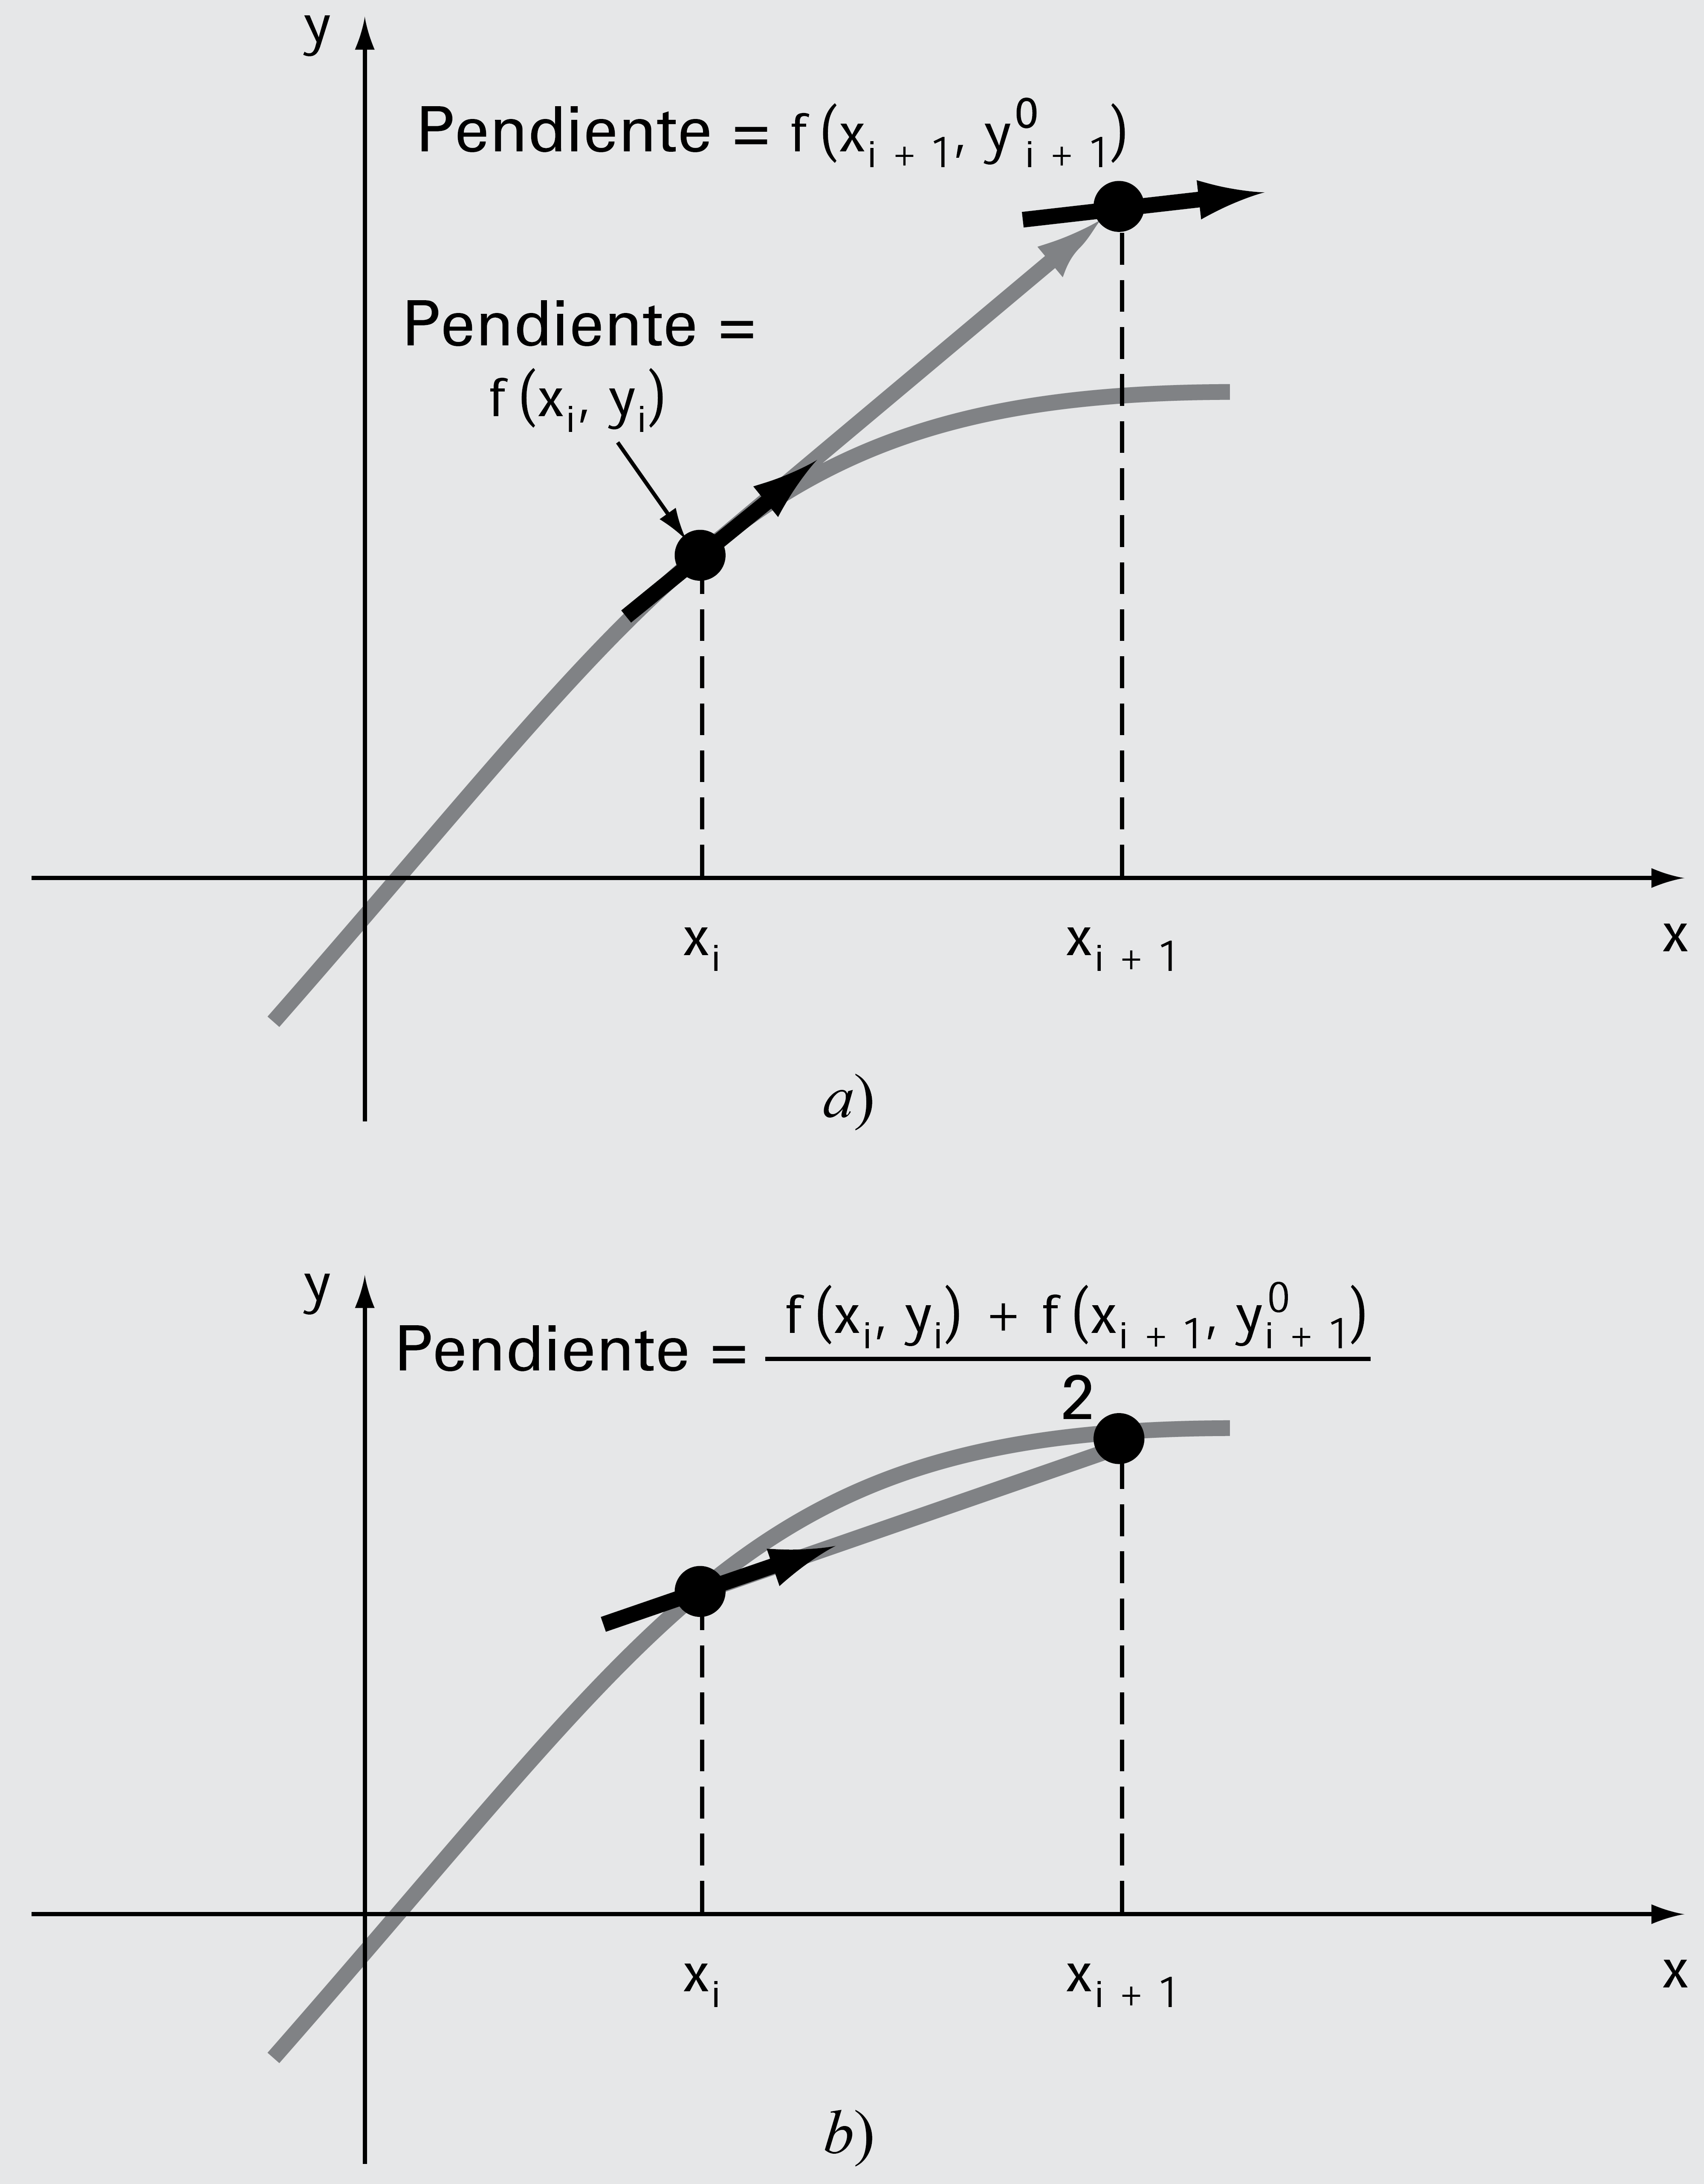 y
Pendiente = f (xᵢ ₊ ₁, y⁰ᵢ ₊ ₁)
Pendiente =
f (xᵢ, yᵢ)
xᵢ
xᵢ ₊ ₁
x
a)
y
f (xᵢ, yᵢ) + f (xᵢ ₊ ₁, y⁰ᵢ ₊ ₁)
Pendiente =
2
xᵢ
xᵢ ₊ ₁
x
b)